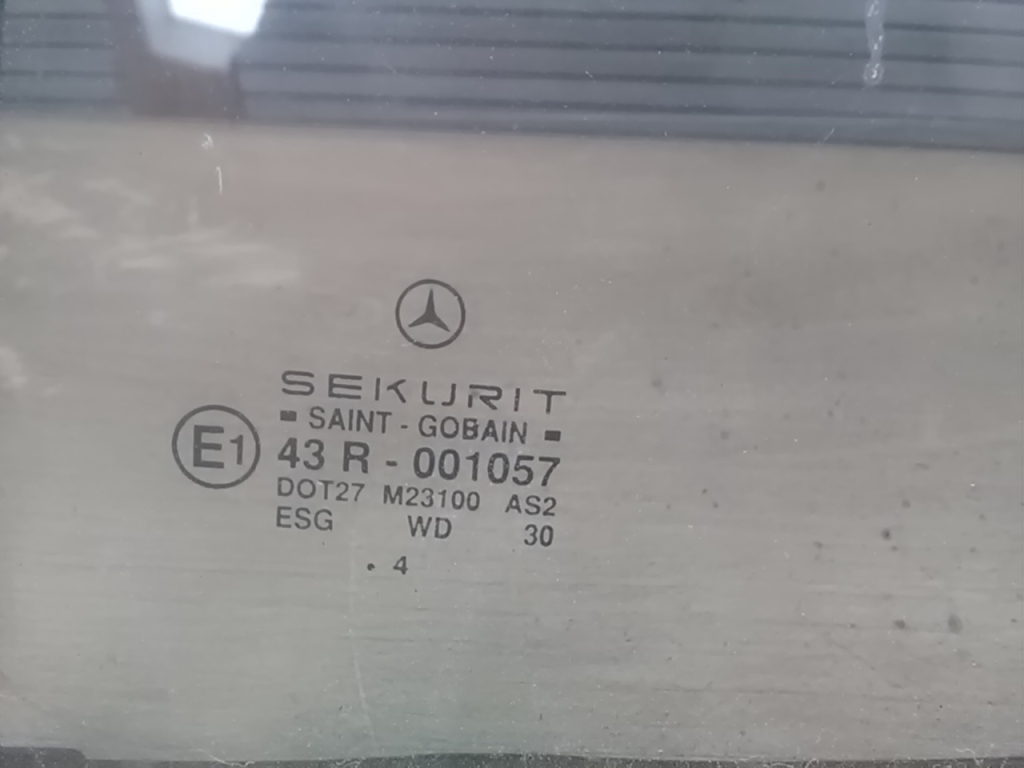 SEKURIT
SAINT - GOBAIN
E1 43 R - 001057
DOT27 M23100 AS2
ESG WD 30
. 4